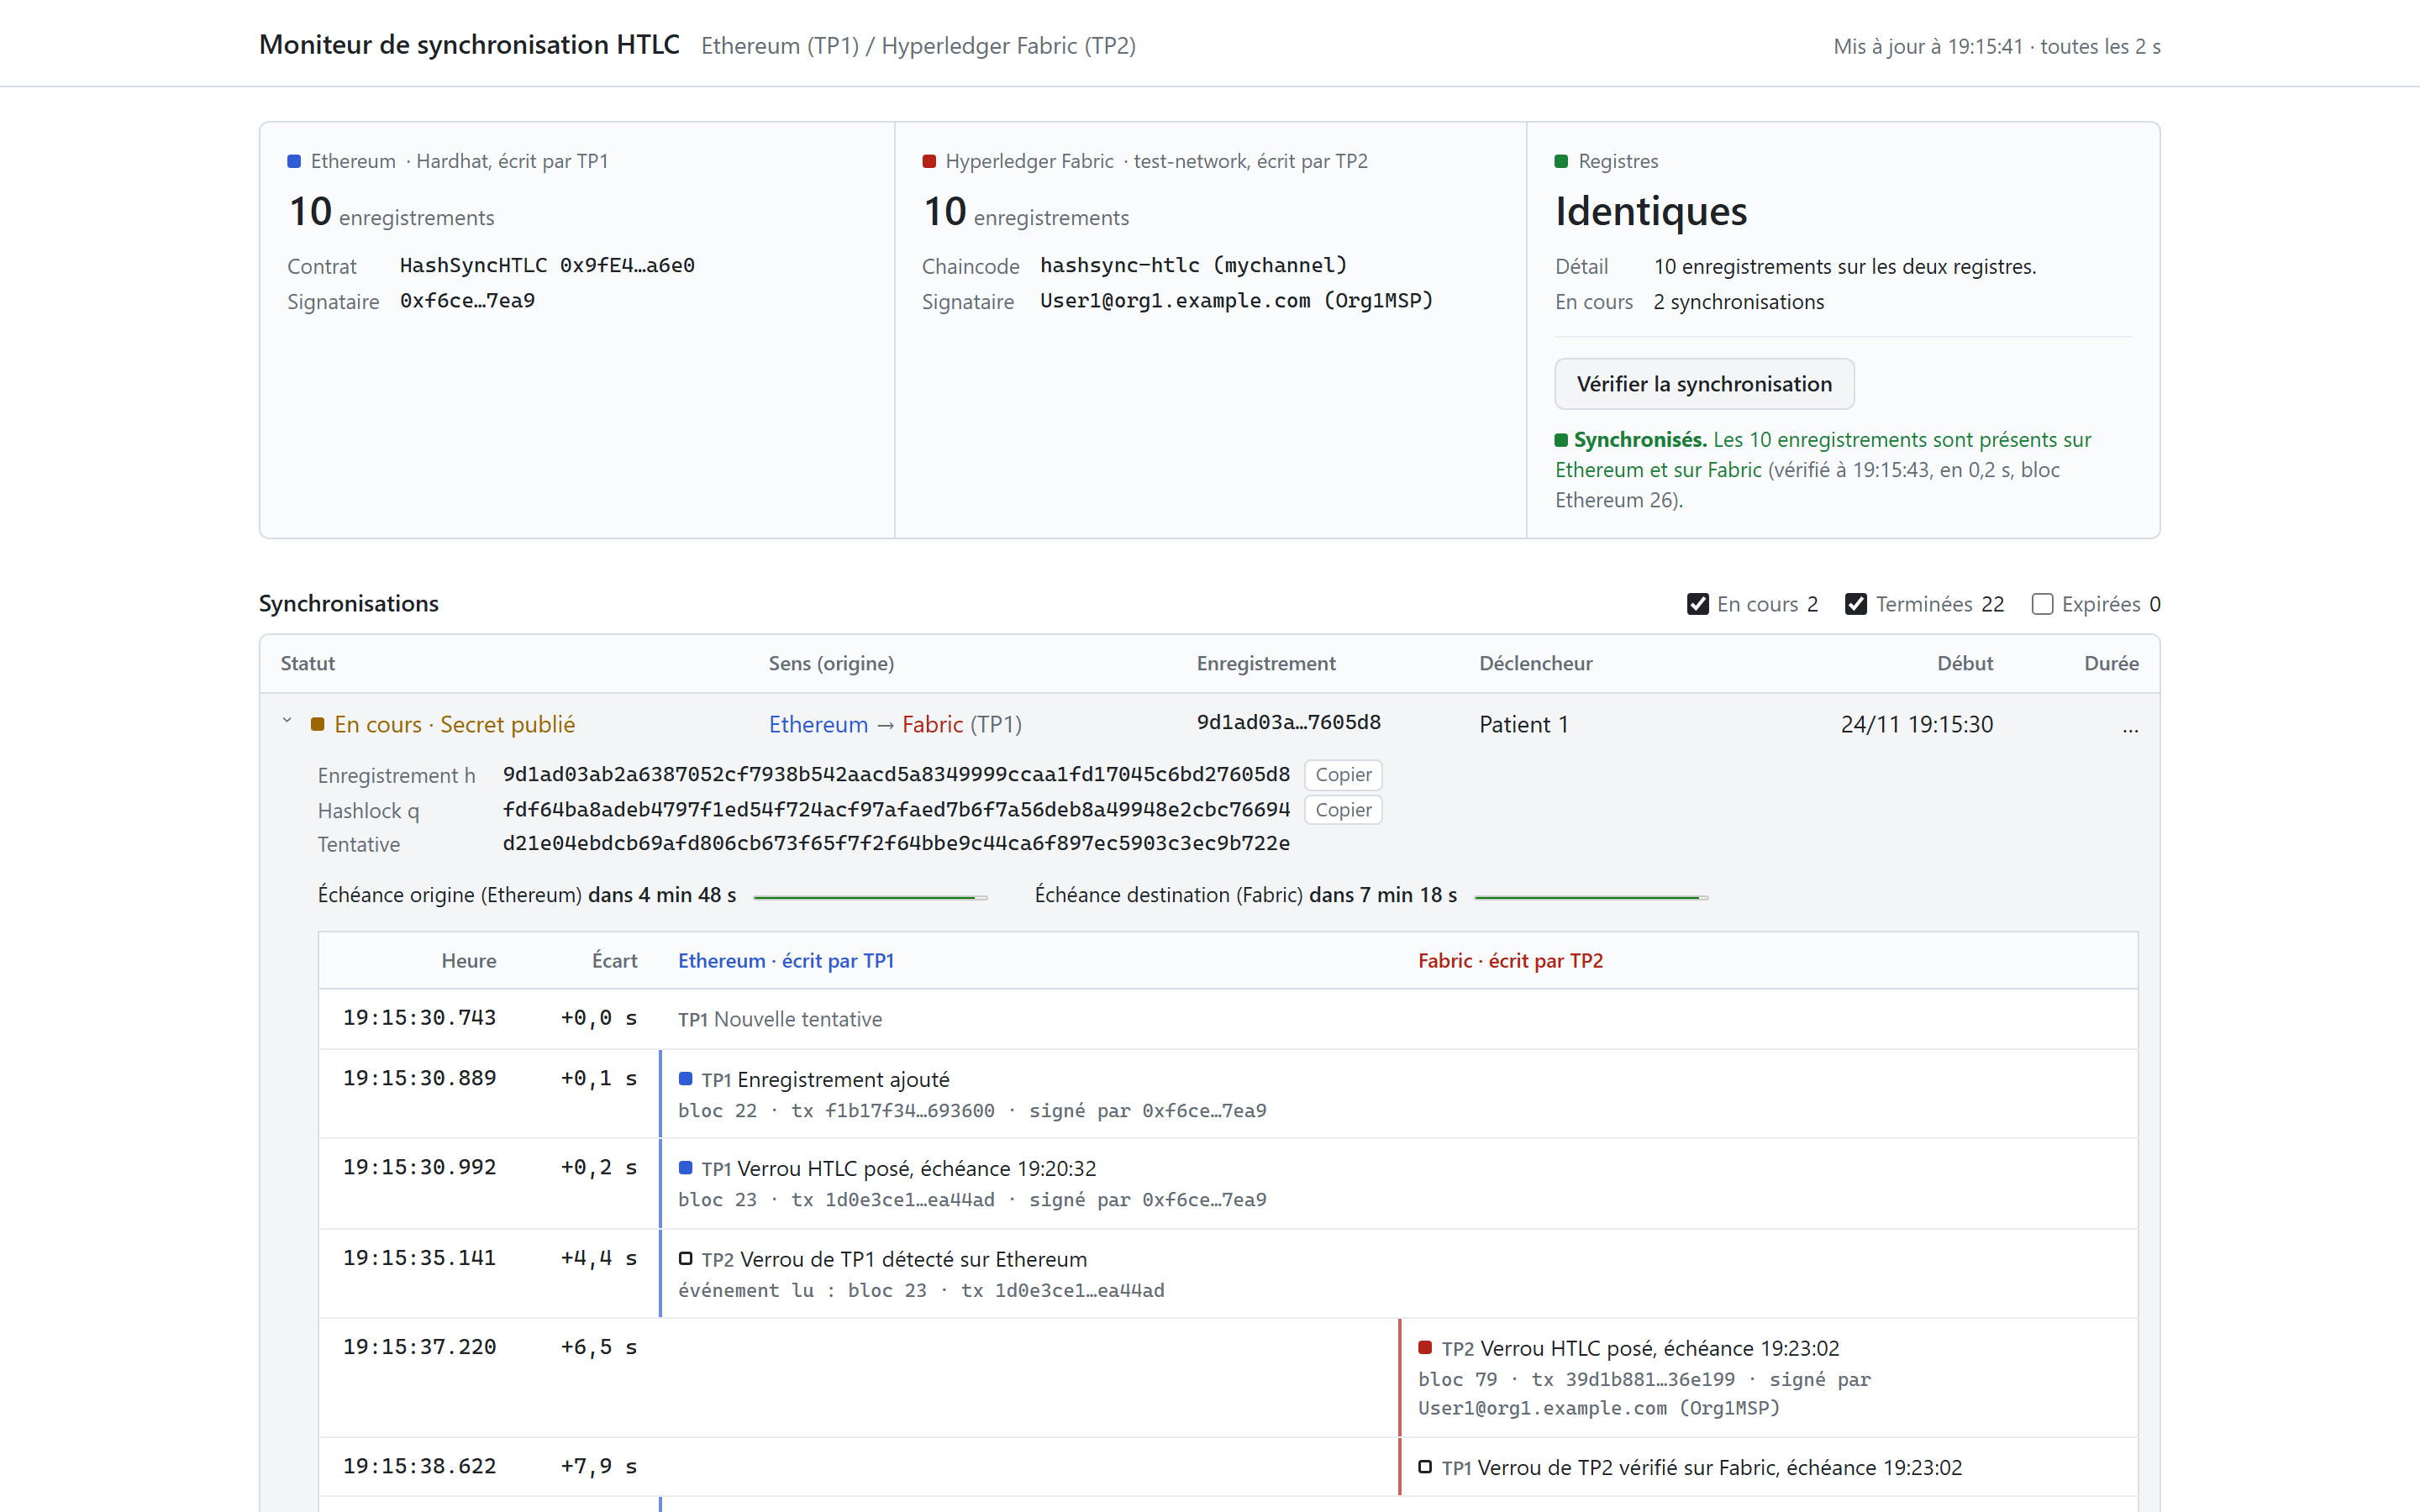 Moniteur de synchronisation HTLC Ethereum (TP1) / Hyperledger Fabric (TP2)
Mis à jour à 19:15:41 · toutes les 2 s
Ethereum · Hardhat, écrit par TP1
10 enregistrements
Contrat HashSyncHTLC 0x9fE4…a6e0
Signataire 0xf6ce…7ea9
Hyperledger Fabric · test-network, écrit par TP2
10 enregistrements
Chaincode hashsync-htlc (mychannel)
Signataire User1@org1.example.com (Org1MSP)
Registres
Identiques
Détail 10 enregistrements sur les deux registres.
En cours 2 synchronisations
Vérifier la synchronisation
Synchronisés. Les 10 enregistrements sont présents sur
Ethereum et sur Fabric (vérifié à 19:15:43, en 0,2 s, bloc
Ethereum 26).
Synchronisations
En cours 2 Terminées 22 Expirées 0
Statut Sens (origine) Enregistrement Déclencheur Début Durée
En cours · Secret publié Ethereum → Fabric (TP1) 9d1ad03a…7605d8 Patient 1 24/11 19:15:30 …
Enregistrement h 9d1ad03ab2a6387052cf7938b542aacd5a8349999ccaa1fd17045c6bd27605d8 Copier
Hashlock q fdf64ba8adeb4797f1ed54f724acf97afaed7b6f7a56deb8a49948e2cbc76694 Copier
Tentative d21e04ebdcb69afd806cb673f65f7f2f64bbe9c44ca6f897ec5903c3ec9b722e
Échéance origine (Ethereum) dans 4 min 48 s Échéance destination (Fabric) dans 7 min 18 s
Heure Écart Ethereum · écrit par TP1 Fabric · écrit par TP2
19:15:30.743 +0,0 s TP1 Nouvelle tentative
19:15:30.889 +0,1 s TP1 Enregistrement ajouté
bloc 22 · tx f1b17f34…693600 · signé par 0xf6ce…7ea9
19:15:30.992 +0,2 s TP1 Verrou HTLC posé, échéance 19:20:32
bloc 23 · tx 1d0e3ce1…ea44ad · signé par 0xf6ce…7ea9
19:15:35.141 +4,4 s TP2 Verrou de TP1 détecté sur Ethereum
événement lu : bloc 23 · tx 1d0e3ce1…ea44ad
19:15:37.220 +6,5 s TP2 Verrou HTLC posé, échéance 19:23:02
bloc 79 · tx 39d1b881…36e199 · signé par
User1@org1.example.com (Org1MSP)
19:15:38.622 +7,9 s TP1 Verrou de TP2 vérifié sur Fabric, échéance 19:23:02